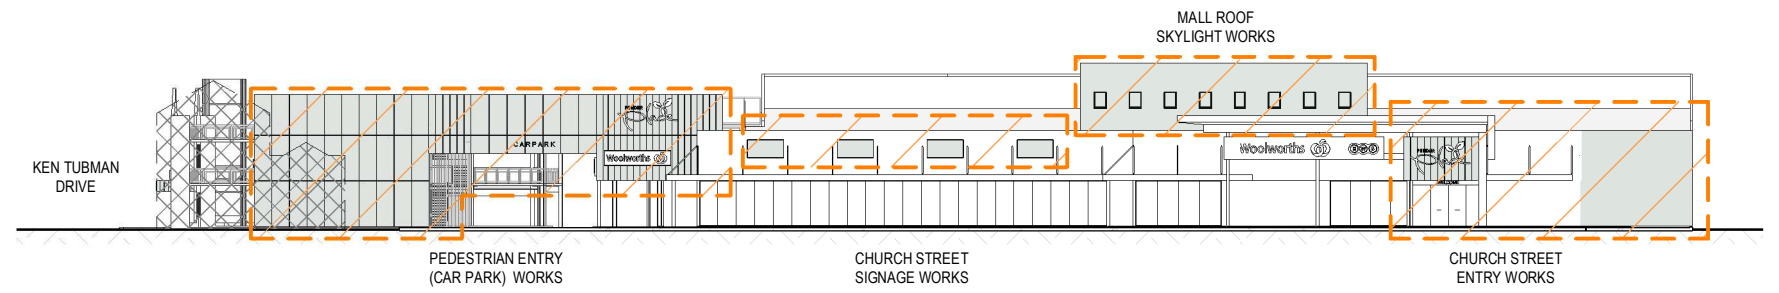 MALL ROOF
SKYLIGHT WORKS
CARPARK
Woolworths
Woolworths
KEN TUBMAN
DRIVE
PEDESTRIAN ENTRY
(CAR PARK) WORKS
CHURCH STREET
SIGNAGE WORKS
CHURCH STREET
ENTRY WORKS